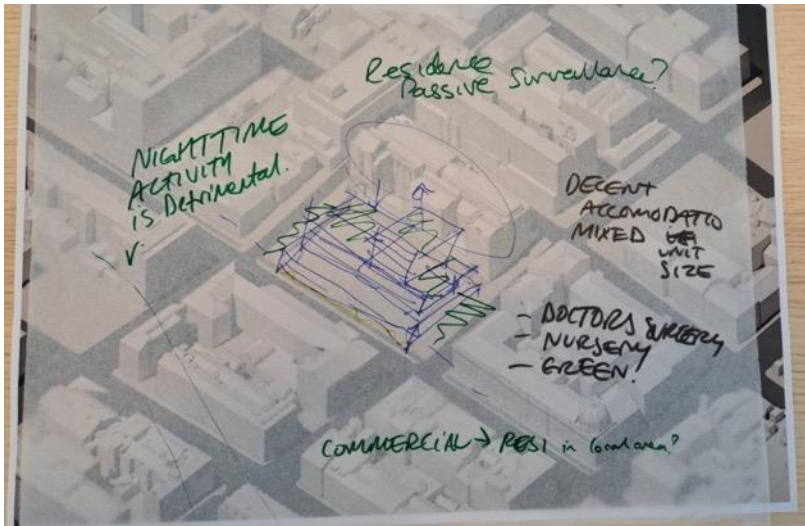 Residence
Passive Surveillance?
NIGHTTIME
ACTIVITY
is Detrimental.
DECENT
ACCOMODATIO
MIXED
UNIT
SIZE
- DOCTORS SURGERY
- NURSERY
- GREEN.
COMMERCIAL → RESI in local area?